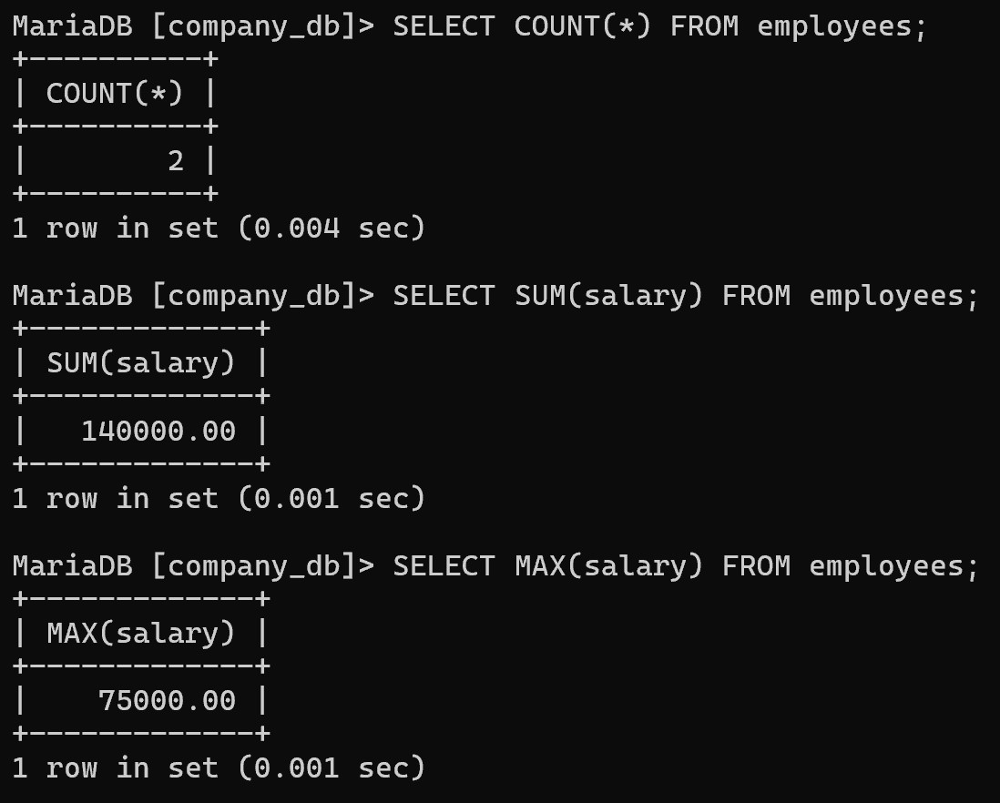 MariaDB [company_db]> SELECT COUNT(*) FROM employees;
+----------+
| COUNT(*) |
+----------+
|        2 |
+----------+
1 row in set (0.004 sec)

MariaDB [company_db]> SELECT SUM(salary) FROM employees;
+-------------+
| SUM(salary) |
+-------------+
|   140000.00 |
+-------------+
1 row in set (0.001 sec)

MariaDB [company_db]> SELECT MAX(salary) FROM employees;
+-------------+
| MAX(salary) |
+-------------+
|    75000.00 |
+-------------+
1 row in set (0.001 sec)